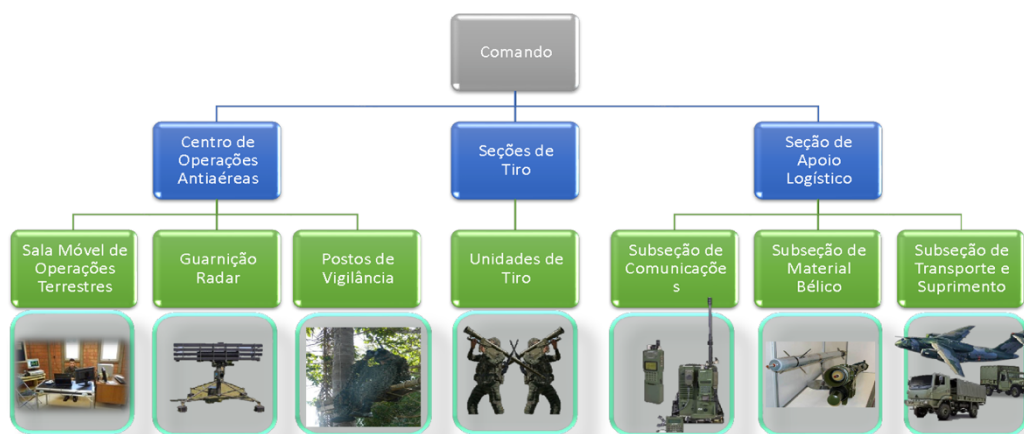 Comando
Centro de
Operações
Antiaéreas
Seções de
Tiro
Seção de
Apoio
Logístico
Sala Móvel de
Operações
Terrestres
Guarnição
Radar
Postos de
Vigilância
Unidades de
Tiro
Subseção de
Comunicaçõe
s
Subseção de
Material
Bélico
Subseção de
Transporte e
Suprimento